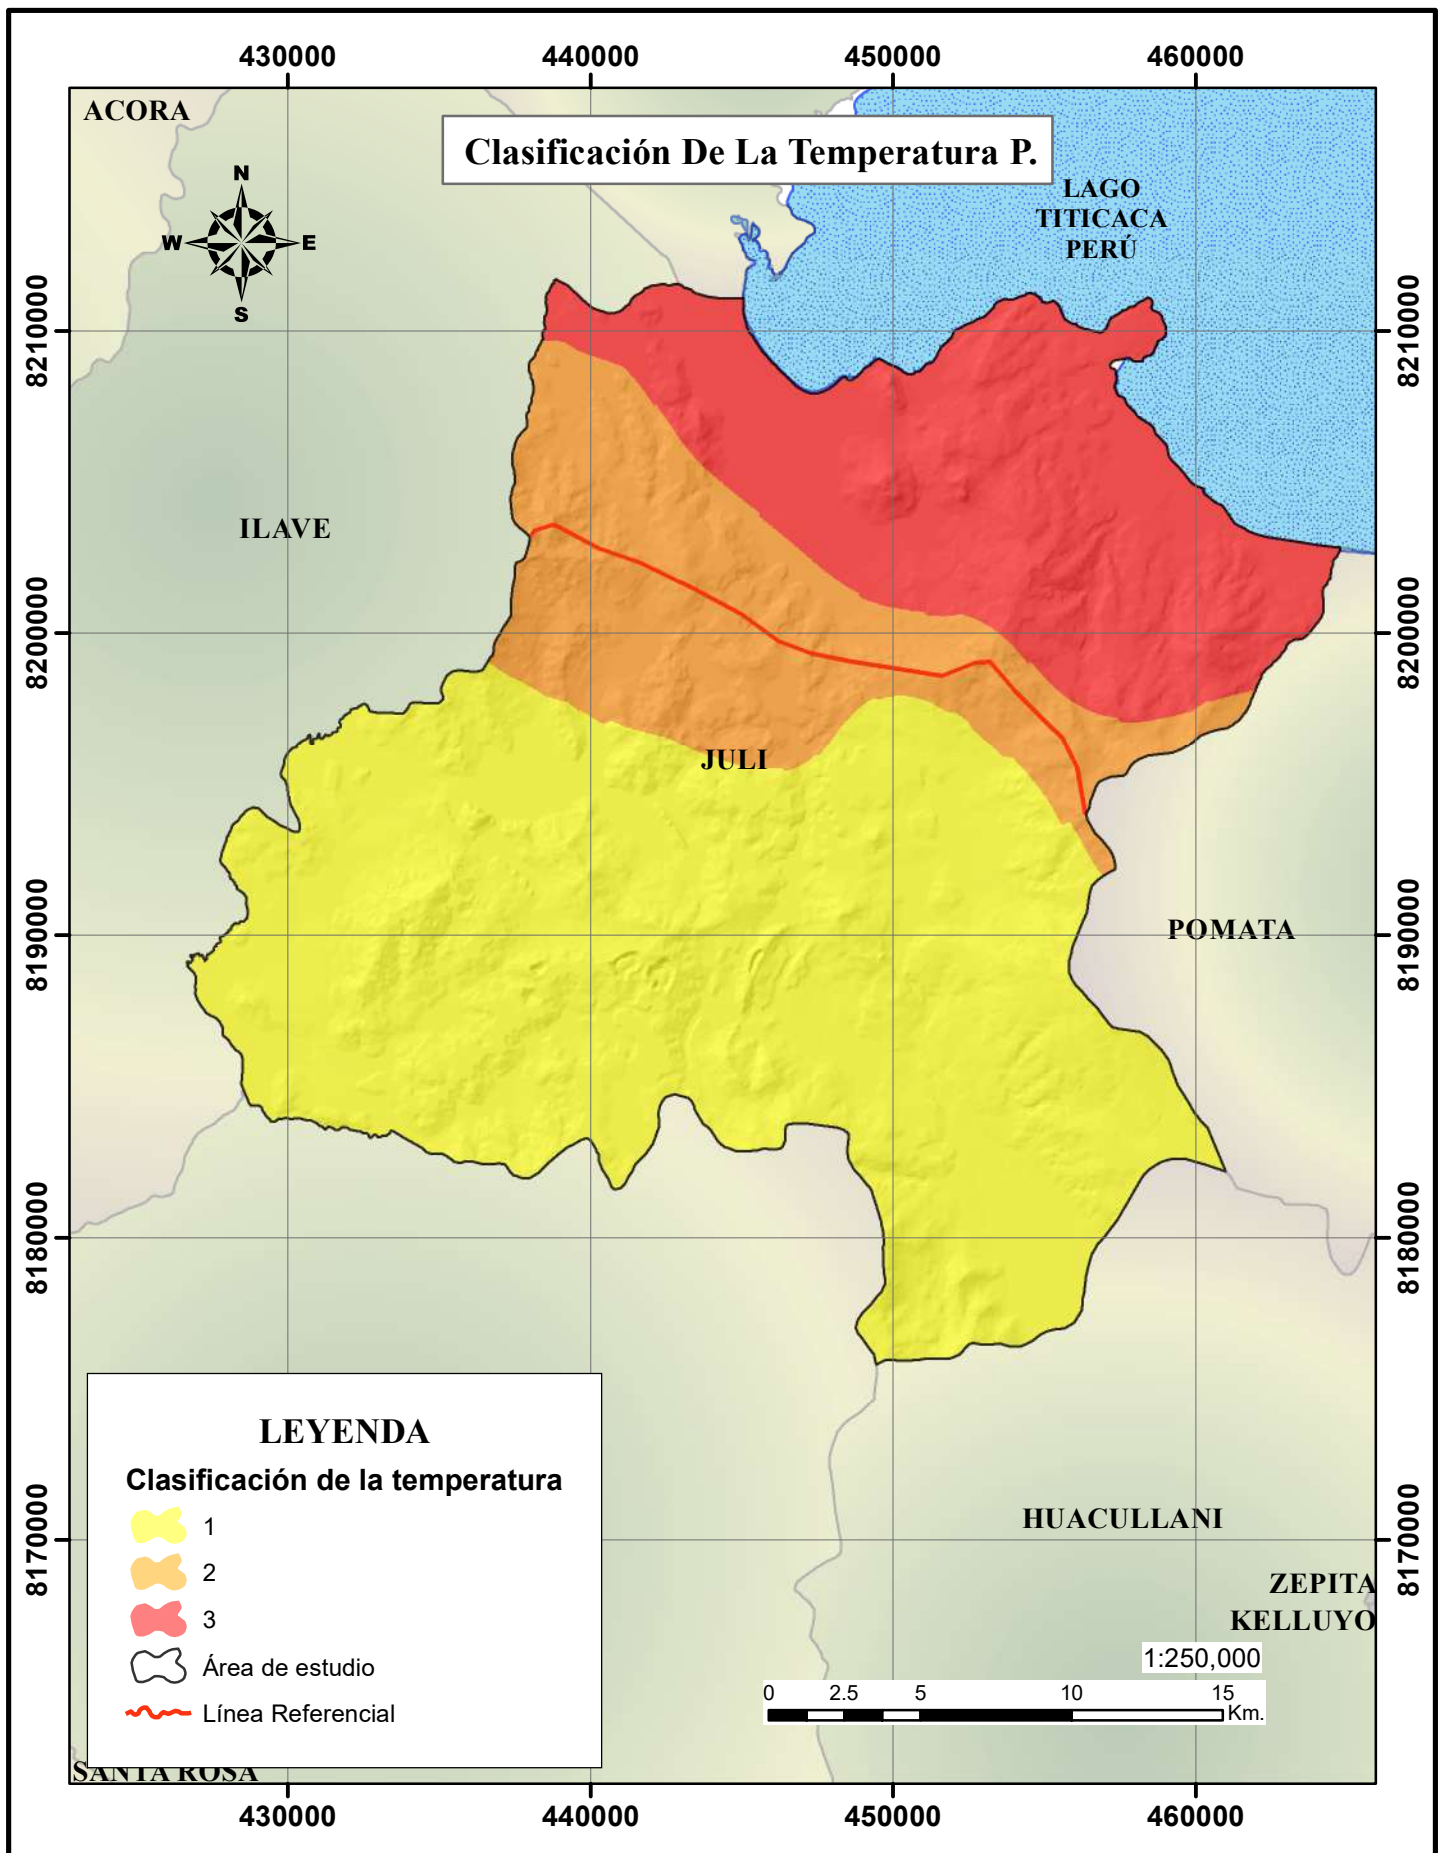 430000 440000 450000 460000
ACORA
Clasificación De La Temperatura P.
LAGO
TITICACA
PERÚ
N
W E
S
8210000 8210000
ILAVE
8200000 8200000
JULI
POMATA
8190000 8190000
8180000 8180000
LEYENDA
Clasificación de la temperatura
1
2
3
Área de estudio
Línea Referencial
HUACULLANI
8170000 8170000
ZEPITA
KELLUYO
1:250,000
0 2.5 5 10 15
Km.
SANTA ROSA
430000 440000 450000 460000